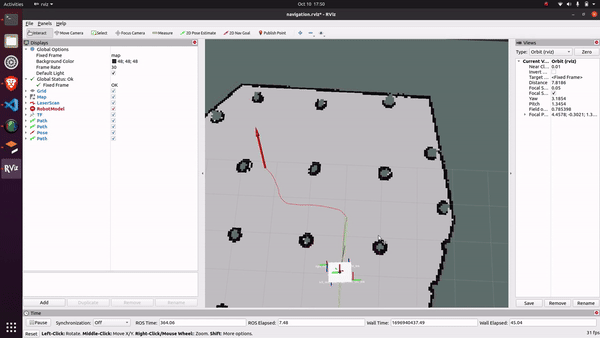 Activities
rviz
Oct 10 17:50
navigation.rviz* - RViz
File Panels Help
Interact Move Camera Select Focus Camera Measure 2D Pose Estimate 2D Nav Goal Publish Point
Displays
Global Options
Fixed Frame map
Background Color 48; 48; 48
Frame Rate 30
Default Light
Global Status: Ok
Fixed Frame OK
Grid
Map
LaserScan
RobotModel
TF
Path
Path
Pose
Path
Add Duplicate Remove Rename
Views
Type: Orbit (rviz) Zero
Current V... Orbit (rviz)
Near Cl... 0.01
Invert ...
Target ... <Fixed Frame>
Distance 7.8186
Focal S... 0.05
Focal S...
Yaw 3.1854
Pitch 1.3454
Field o... 0.785398
Focal P... 4.4578; -0.5021; 1.3...
Save Remove Rename
Time
Pause Synchronization: Off ROS Time: 364.06 ROS Elapsed: 7.48 Wall Time: 1696940437.49 Wall Elapsed: 45.04
Reset Left-Click: Rotate. Middle-Click: Move X/Y. Right-Click/Mouse Wheel: Zoom. Shift: More options. 31 fps
RViz